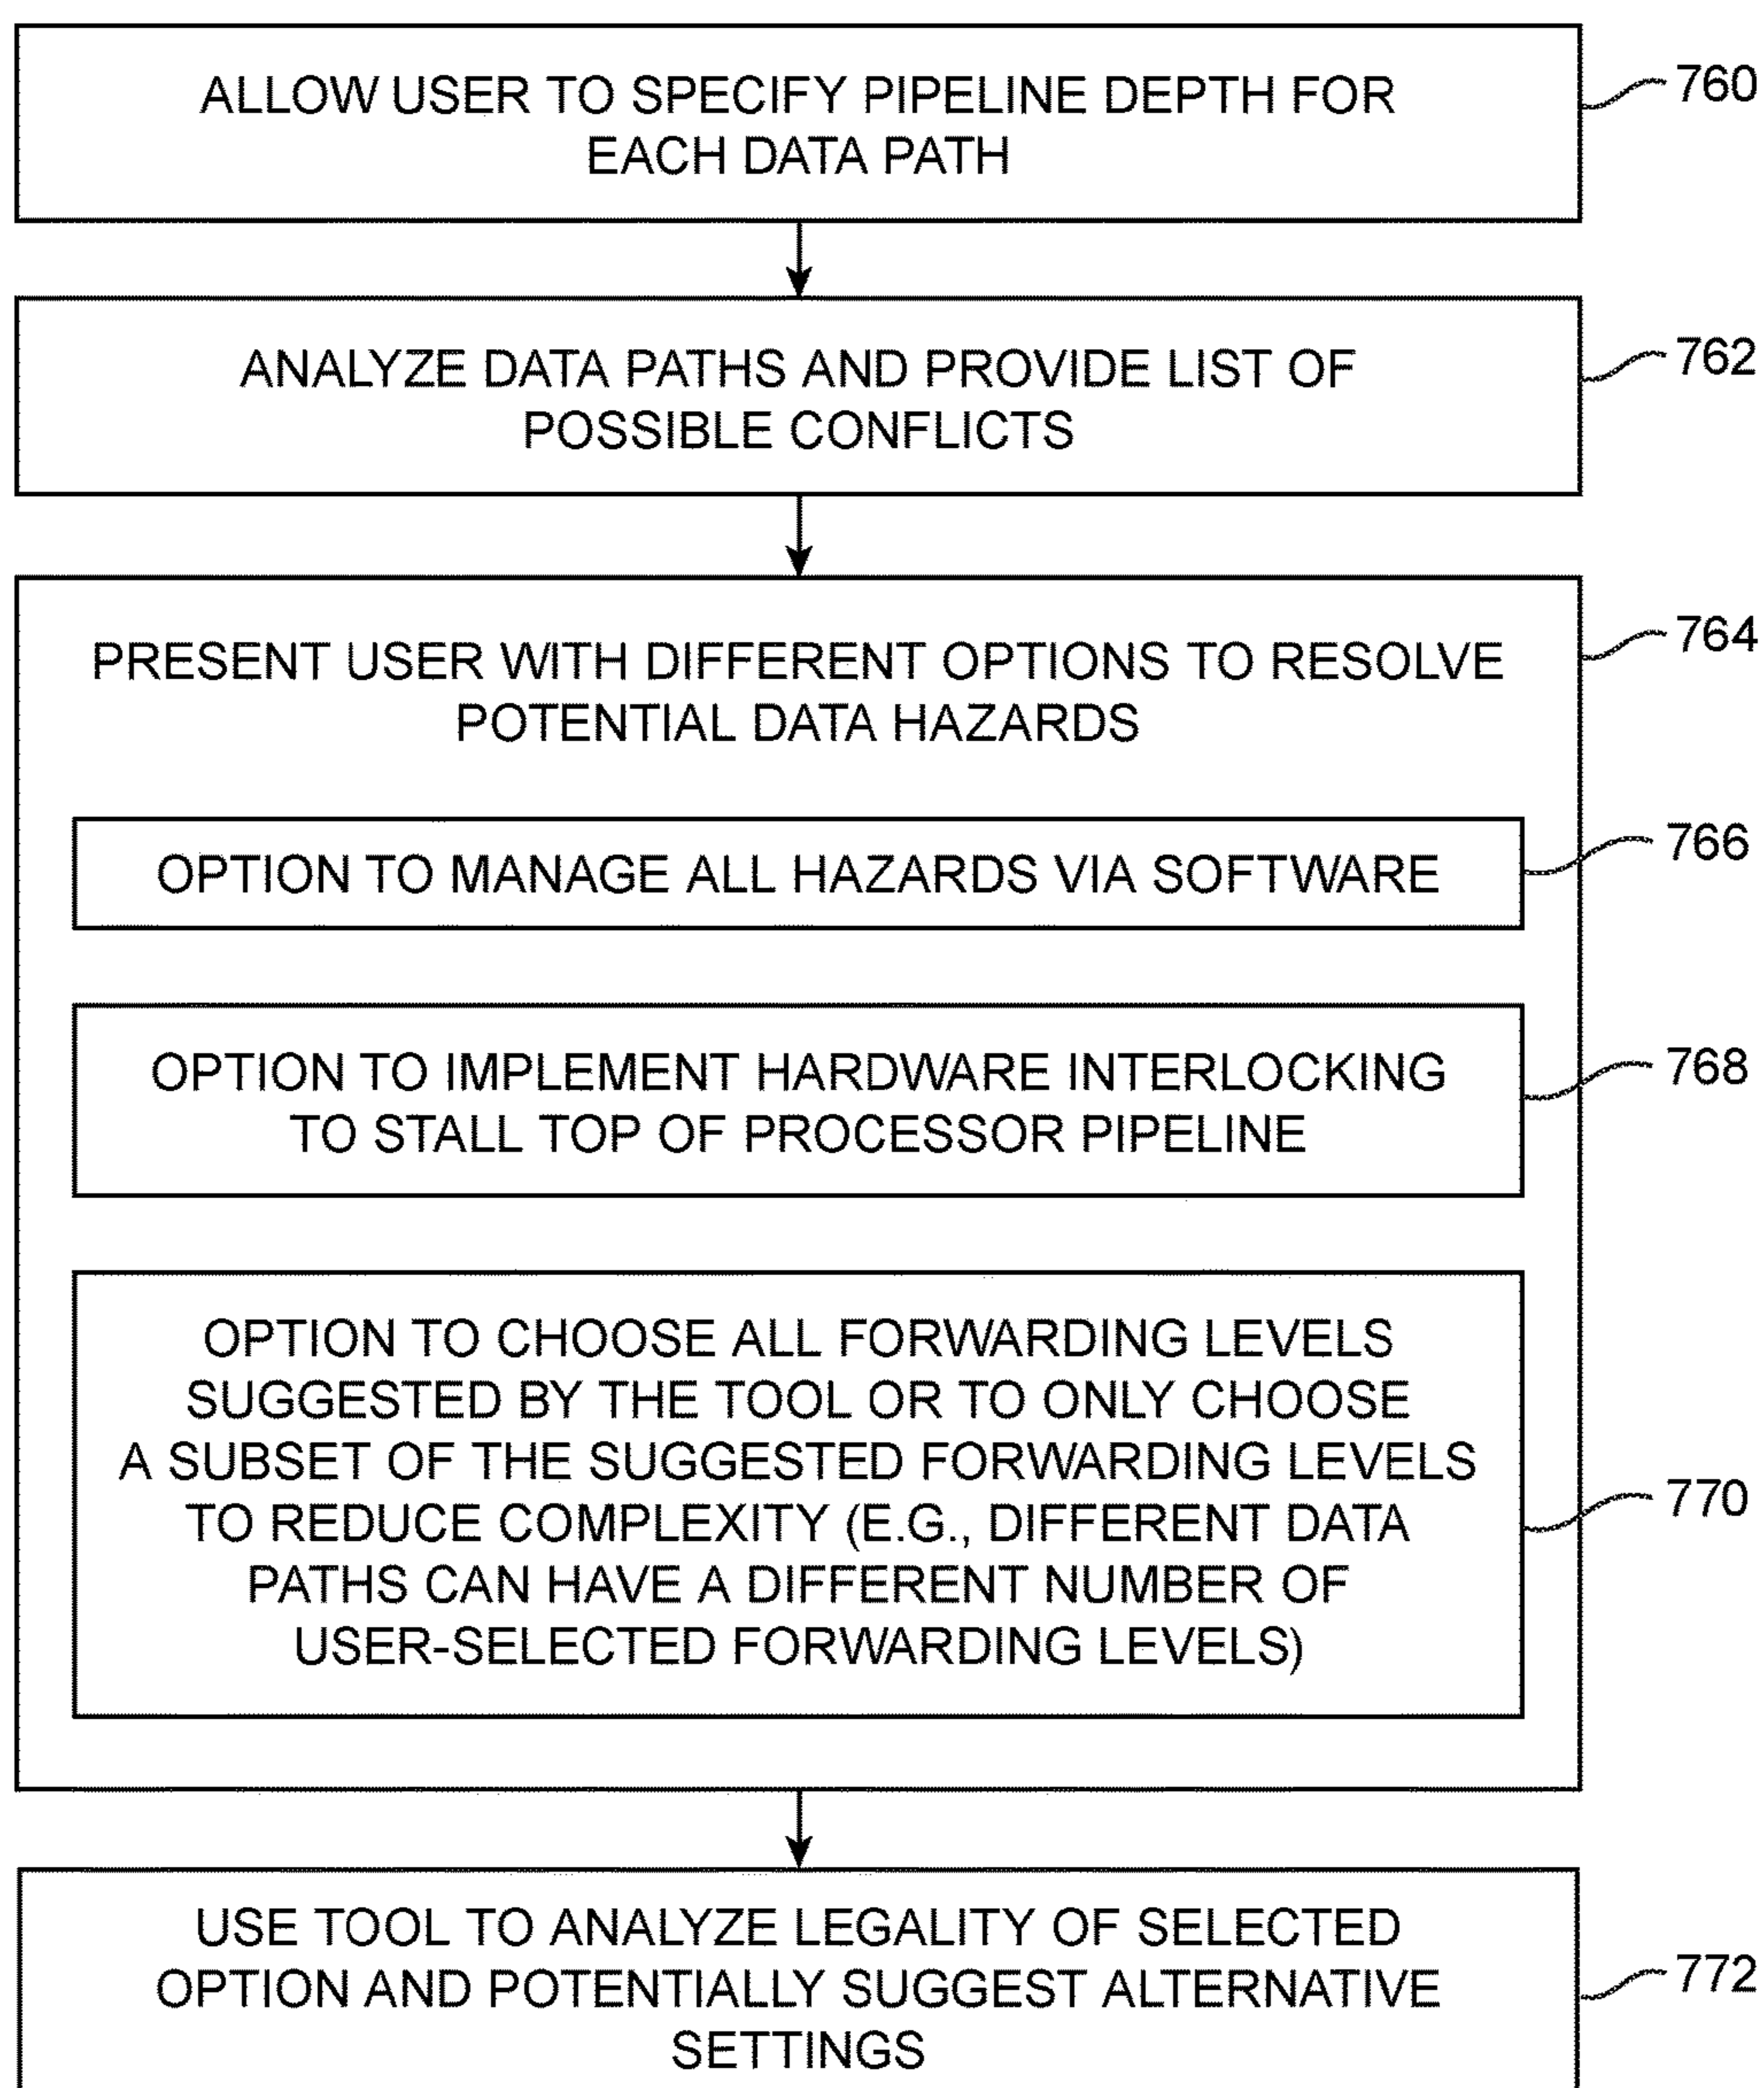 ALLOW USER TO SPECIFY PIPELINE DEPTH FOR
EACH DATA PATH
760
ANALYZE DATA PATHS AND PROVIDE LIST OF
POSSIBLE CONFLICTS
762
PRESENT USER WITH DIFFERENT OPTIONS TO RESOLVE
POTENTIAL DATA HAZARDS
764
OPTION TO MANAGE ALL HAZARDS VIA SOFTWARE
766
OPTION TO IMPLEMENT HARDWARE INTERLOCKING
TO STALL TOP OF PROCESSOR PIPELINE
768
OPTION TO CHOOSE ALL FORWARDING LEVELS
SUGGESTED BY THE TOOL OR TO ONLY CHOOSE
A SUBSET OF THE SUGGESTED FORWARDING LEVELS
TO REDUCE COMPLEXITY (E.G., DIFFERENT DATA
PATHS CAN HAVE A DIFFERENT NUMBER OF
USER-SELECTED FORWARDING LEVELS)
770
USE TOOL TO ANALYZE LEGALITY OF SELECTED
OPTION AND POTENTIALLY SUGGEST ALTERNATIVE
SETTINGS
772